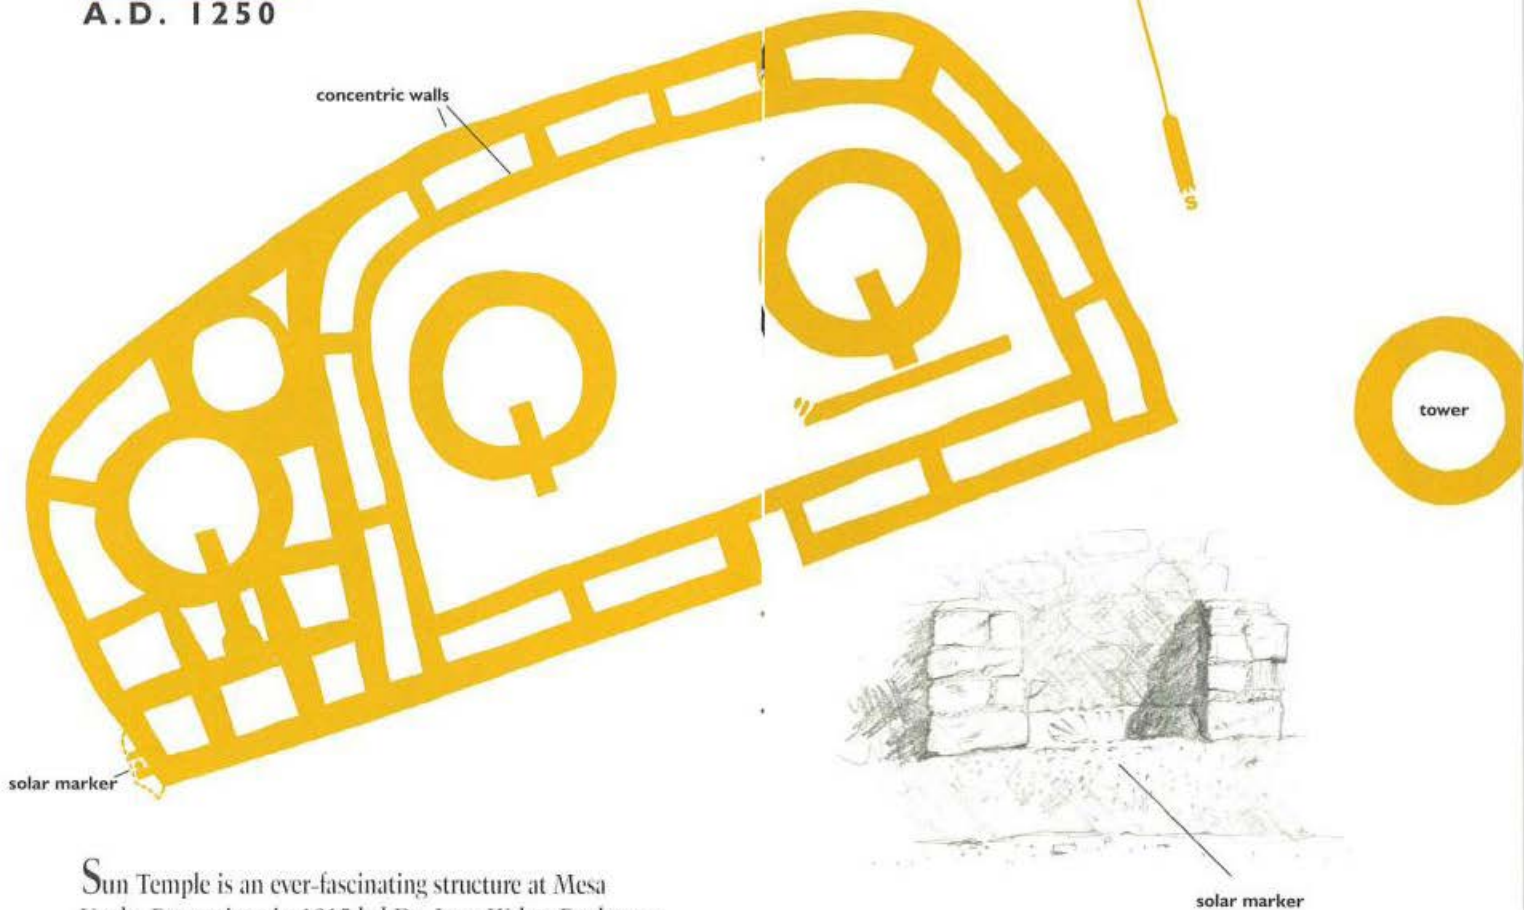 A.D. 1250
concentric walls
S
tower
solar marker
solar marker
Sun Temple is an ever-fascinating structure at Mesa